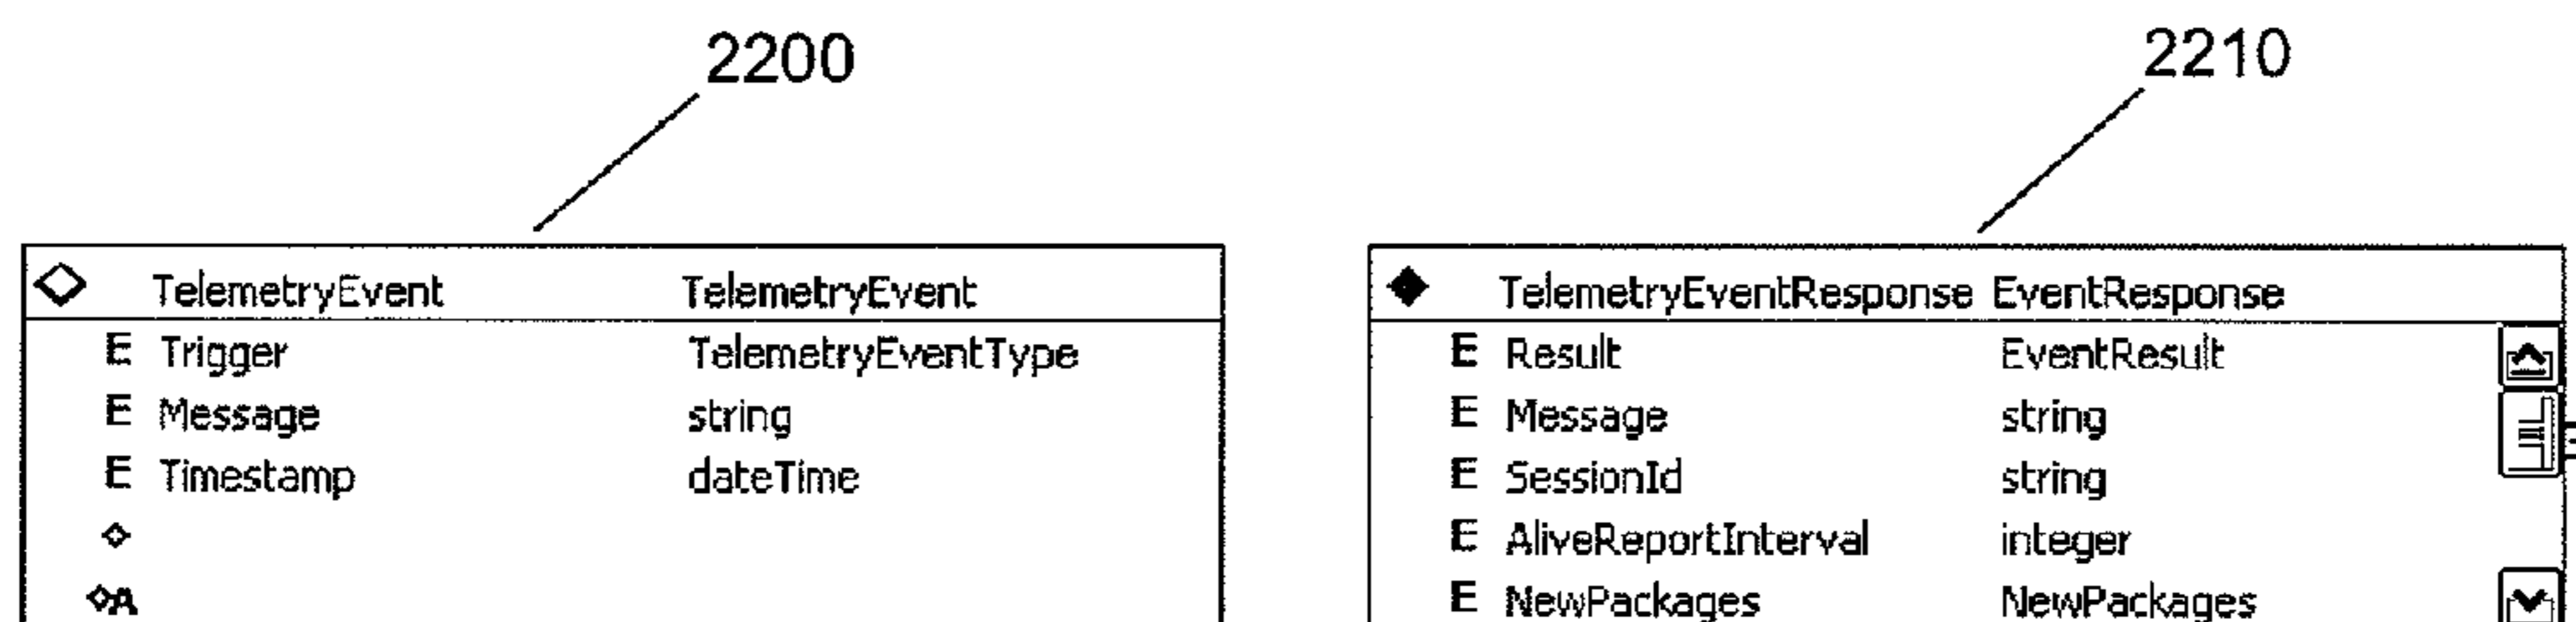 2200
2210
TelemetryEvent TelemetryEvent
E Trigger TelemetryEventType
E Message string
E Timestamp dateTime
A
TelemetryEventResponse EventResponse
E Result EventResult
E Message string
E SessionId string
E AliveReportInterval integer
E NewPackages NewPackages